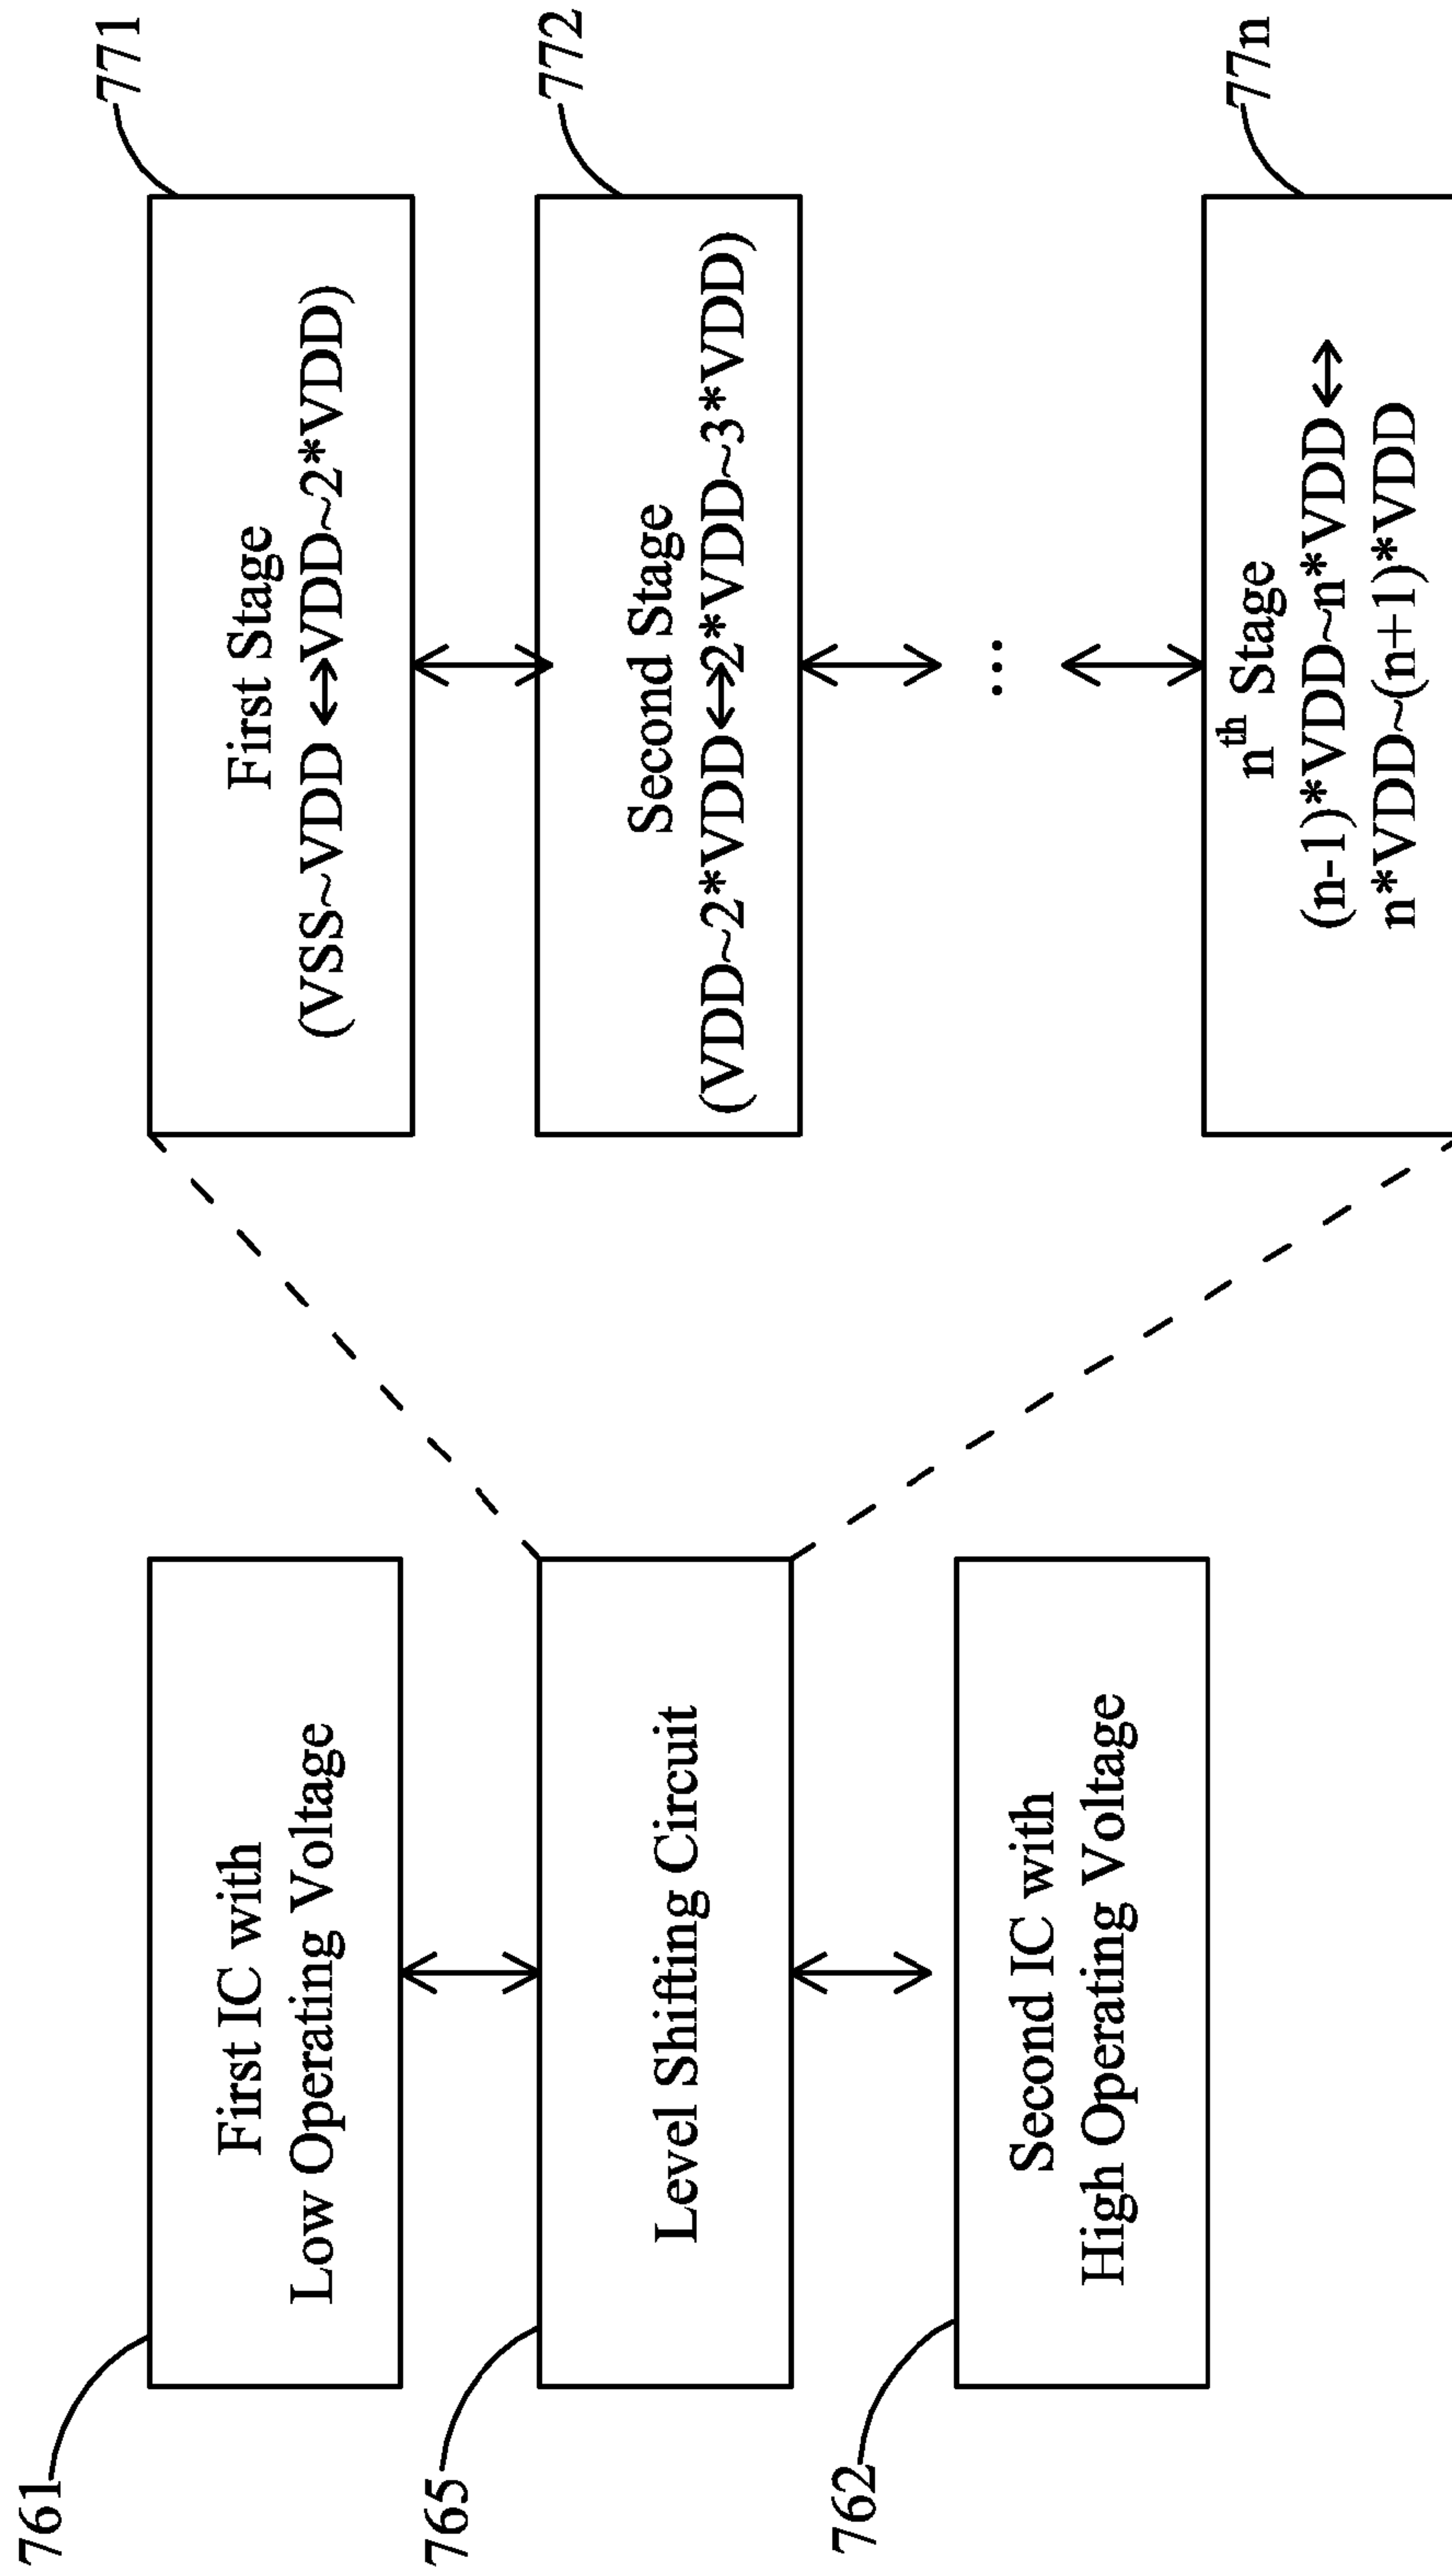 761
First IC with
Low Operating Voltage
765
Level Shifting Circuit
762
Second IC with
High Operating Voltage
771
First Stage
(VSS~VDD ↔VDD~2*VDD)
772
Second Stage
(VDD~2*VDD↔2*VDD~3*VDD)
...
77n
nth Stage
(n-1)*VDD~n*VDD↔
n*VDD~(n+1)*VDD